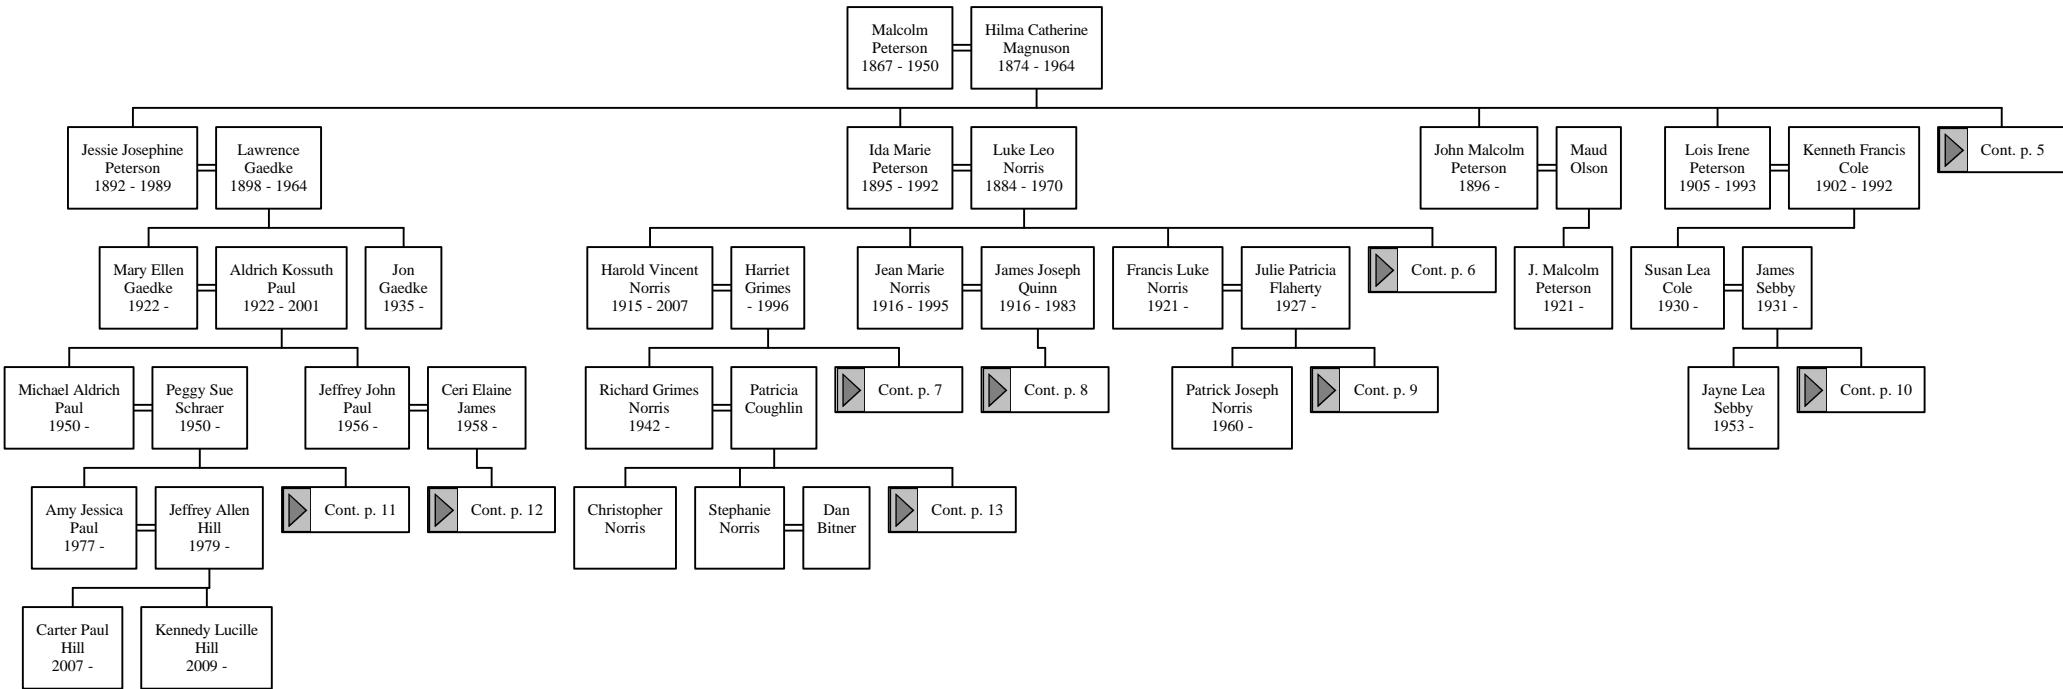 Malcolm
Peterson
1867 - 1950
Hilma Catherine
Magnuson
1874 - 1964
Jessie Josephine
Peterson
1892 - 1989
Lawrence
Gaedke
1898 - 1964
Ida Marie
Peterson
1895 - 1992
Luke Leo
Norris
1884 - 1970
John Malcolm
Peterson
1896 -
Maud
Olson
Lois Irene
Peterson
1905 - 1993
Kenneth Francis
Cole
1902 - 1992
Cont. p. 5
Mary Ellen
Gaedke
1922 -
Aldrich Kossuth
Paul
1922 - 2001
Jon
Gaedke
1935 -
Harold Vincent
Norris
1915 - 2007
Harriet
Grimes
- 1996
Jean Marie
Norris
1916 - 1995
James Joseph
Quinn
1916 - 1983
Francis Luke
Norris
1921 -
Julie Patricia
Flaherty
1927 -
Cont. p. 6
J. Malcolm
Peterson
1921 -
Susan Lea
Cole
1930 -
James
Sebby
1931 -
Michael Aldrich
Paul
1950 -
Peggy Sue
Schraer
1950 -
Jeffrey John
Paul
1956 -
Ceri Elaine
James
1958 -
Richard Grimes
Norris
1942 -
Patricia
Coughlin
Cont. p. 7
Cont. p. 8
Patrick Joseph
Norris
1960 -
Cont. p. 9
Jayne Lea
Sebby
1953 -
Cont. p. 10
Amy Jessica
Paul
1977 -
Jeffrey Allen
Hill
1979 -
Cont. p. 11
Cont. p. 12
Christopher
Norris
Stephanie
Norris
Dan
Bitner
Cont. p. 13
Carter Paul
Hill
2007 -
Kennedy Lucille
Hill
2009 -